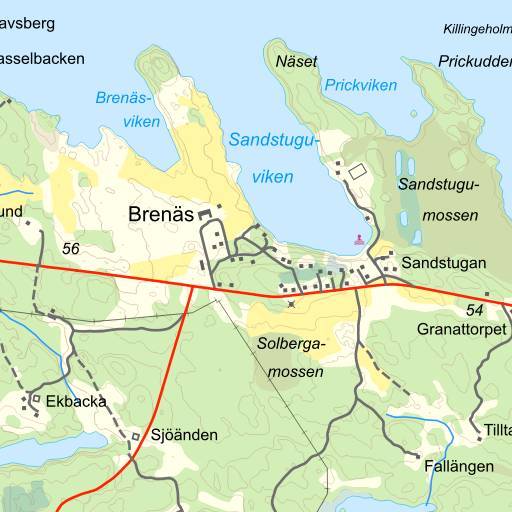 avsberg
asselbacken
Killingeholm
Prickudden
Näset
Brenäs-
viken
Prickviken
Sandstugu-
viken
Sandstugu-
mossen
Brenäs
und
56
Sandstugan
54
Granattorpet
Solberga-
mossen
Ekbacka
Sjöänden
Tillta
Fallängen